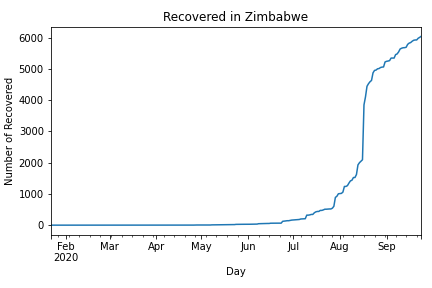 Recovered in Zimbabwe
Number of Recovered
6000
5000
4000
3000
2000
1000
0
Feb Mar Apr May Jun Jul Aug Sep
2020
Day